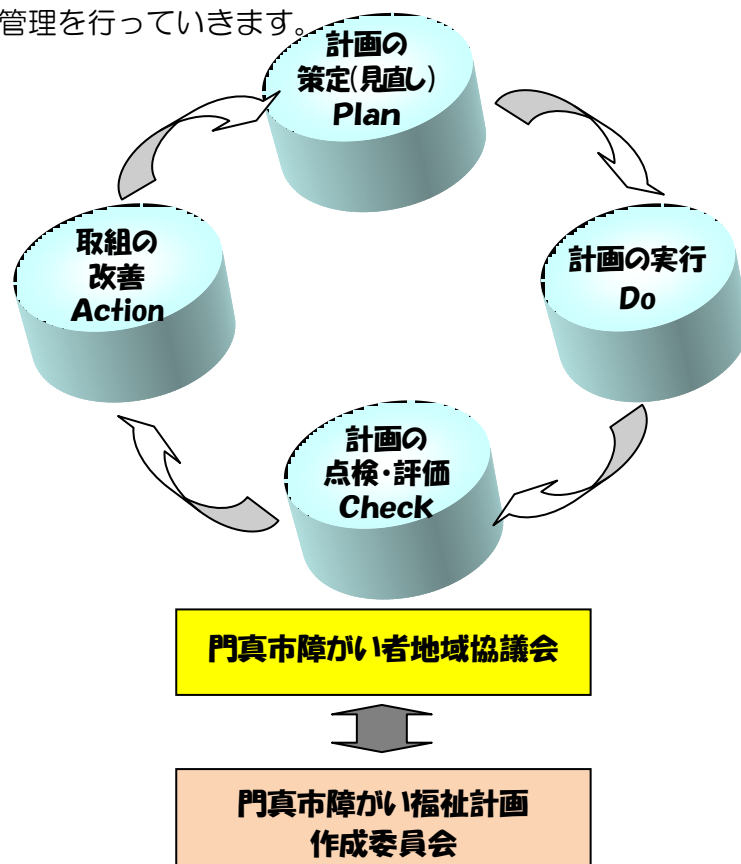 管理を行っていきます。
計画の
策定(見直し)
Plan
取組の
改善
Action
計画の実行
Do
計画の
点検・評価
Check
門真市障がい者地域協議会
門真市障がい福祉計画
作成委員会